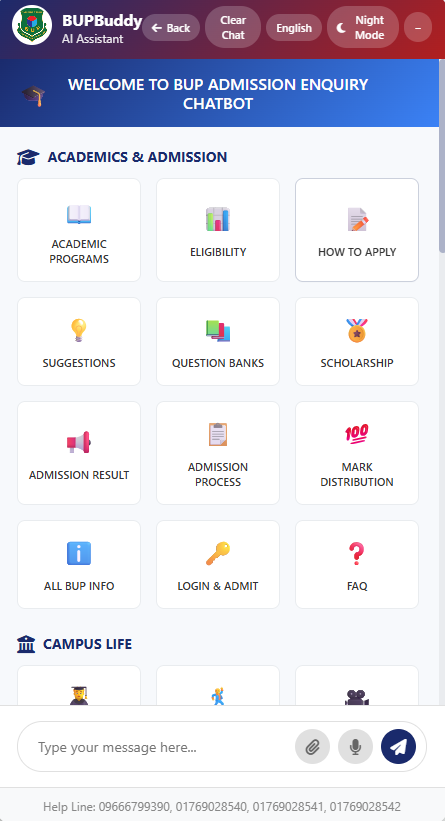 BUPBuddy
AI Assistant
← Back
Clear
Chat
English
Night
Mode
–
WELCOME TO BUP ADMISSION ENQUIRY
CHATBOT
ACADEMICS & ADMISSION
ACADEMIC
PROGRAMS
ELIGIBILITY
HOW TO APPLY
SUGGESTIONS
QUESTION BANKS
SCHOLARSHIP
ADMISSION RESULT
ADMISSION
PROCESS
100
MARK
DISTRIBUTION
ALL BUP INFO
LOGIN & ADMIT
FAQ
CAMPUS LIFE
Type your message here...
Help Line: 09666799390, 01769028540, 01769028541, 01769028542